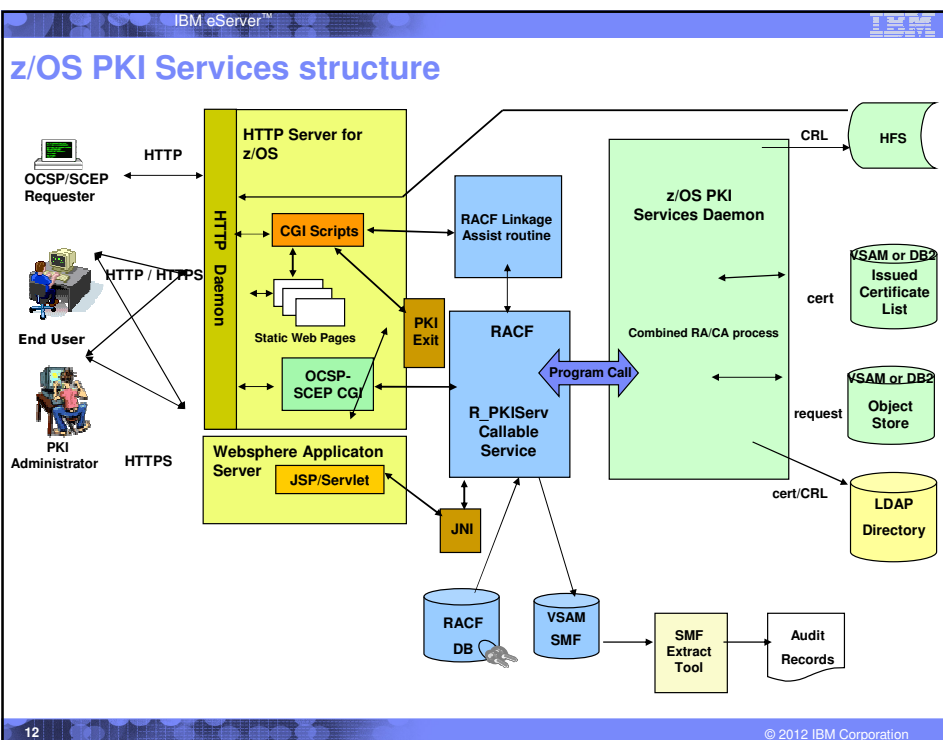 IBM eServer™
IBM
z/OS PKI Services structure
OCSP/SCEP
Requester
HTTP
End User
HTTP / HTTPS
PKI
Administrator
HTTPS
HTTP Daemon
HTTP Server for
z/OS
CGI Scripts
Static Web Pages
OCSP-
SCEP CGI
PKI
Exit
Websphere Applicaton
Server
JSP/Servlet
JNI
RACF Linkage
Assist routine
RACF
R_PKIServ
Callable
Service
Program Call
z/OS PKI
Services Daemon
Combined RA/CA process
CRL
HFS
cert
VSAM or DB2
Issued
Certificate
List
request
VSAM or DB2
Object
Store
cert/CRL
LDAP
Directory
RACF
DB
VSAM
SMF
SMF
Extract
Tool
Audit
Records
12
© 2012 IBM Corporation